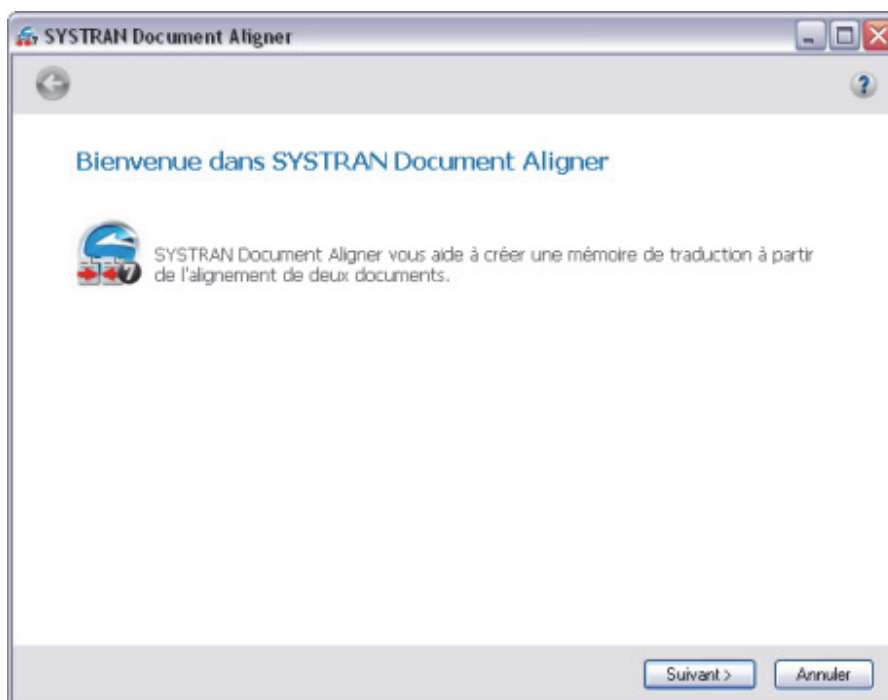 SYSTRAN Document Aligner
Bienvenue dans SYSTRAN Document Aligner
SYSTRAN Document Aligner vous aide à créer une mémoire de traduction à partir
de l'alignement de deux documents.
7
Suivant >
Annuler